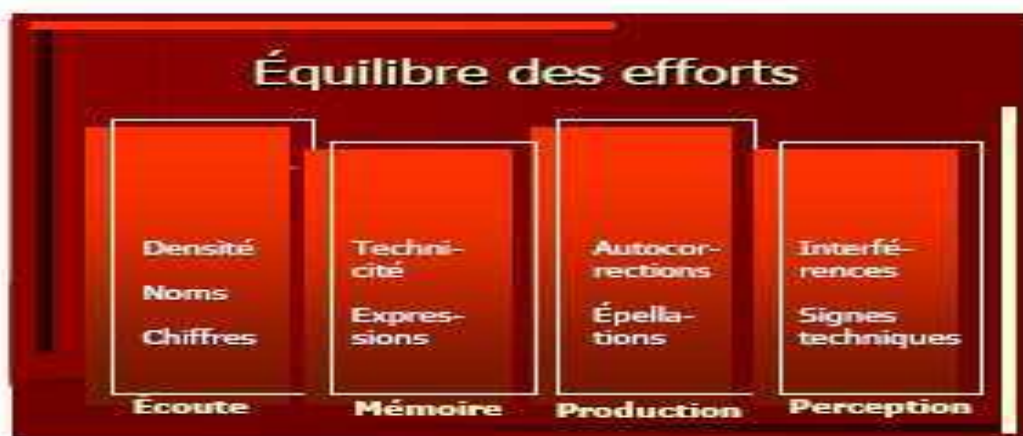 Équilibre des efforts
Densité
Noms
Chiffres
Écoute
Techni-
cité
Expres-
sions
Mémoire
Autocor-
rections
Épella-
tions
Production
Interfé-
rences
Signes
techniques
Perception